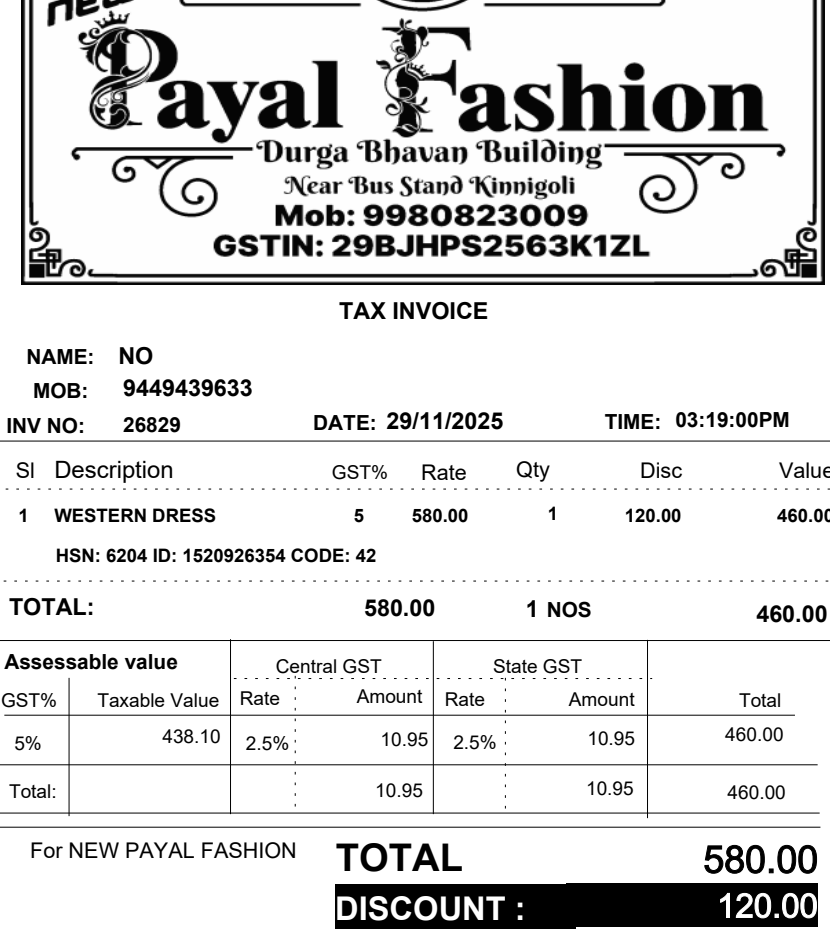 new
Payal Fashion
Durga Bhavan Building
Near Bus Stand Kinnigoli
Mob: 9980823009
GSTIN: 29BJHPS2563K1ZL
TAX INVOICE
NAME: NO
MOB: 9449439633
INV NO: 26829 DATE: 29/11/2025 TIME: 03:19:00PM
Sl Description GST% Rate Qty Disc Value
1 WESTERN DRESS 5 580.00 1 120.00 460.00
HSN: 6204 ID: 1520926354 CODE: 42
TOTAL: 580.00 1 NOS 460.00
Assessable value Central GST State GST
GST% Taxable Value Rate Amount Rate Amount Total
5% 438.10 2.5% 10.95 2.5% 10.95 460.00
Total: 10.95 10.95 460.00
For NEW PAYAL FASHION TOTAL 580.00
DISCOUNT : 120.00